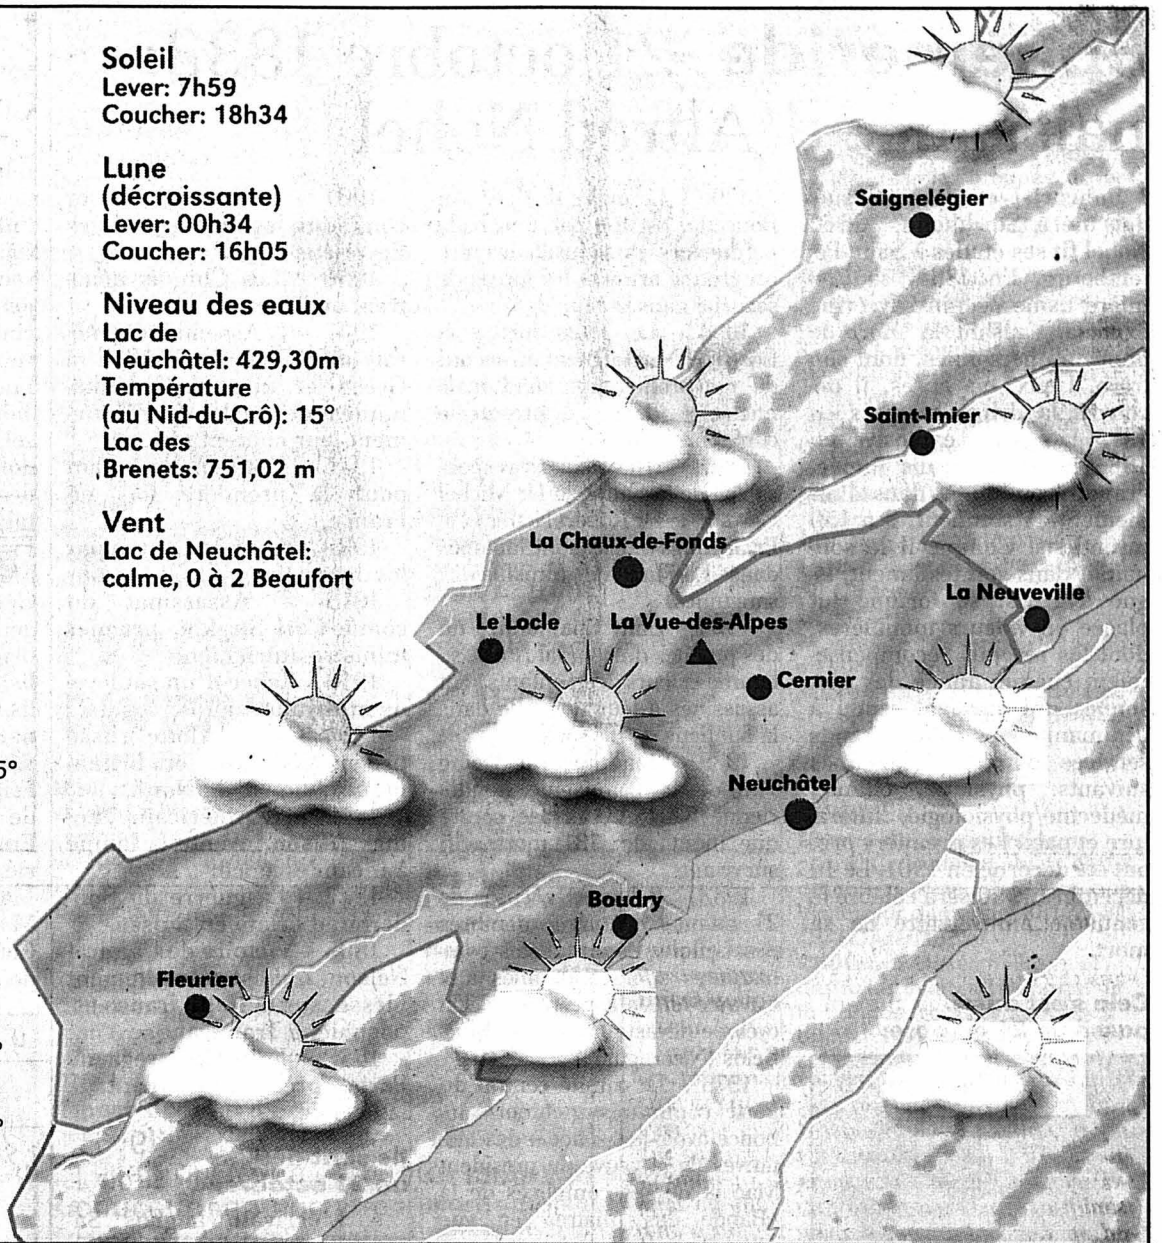 Soleil
Lever: 7h59
Coucher: 18h34
Lune
(décroissante)
Lever: 00h34
Coucher: 16h05
Niveau des eaux
Lac de
Neuchâtel: 429,30m
Température
(au Nid-du-Crô): 15°
Lac des
Brenets: 751,02 m
Vent
Lac de Neuchâtel:
calme, 0 à 2 Beaufort
Saignelégier
Saint-Imier
La Chaux-de-Fonds
La Neuveville
Le Locle
La Vue-des-Alpes
Cernier
Neuchâtel
Boudry
Fleurier